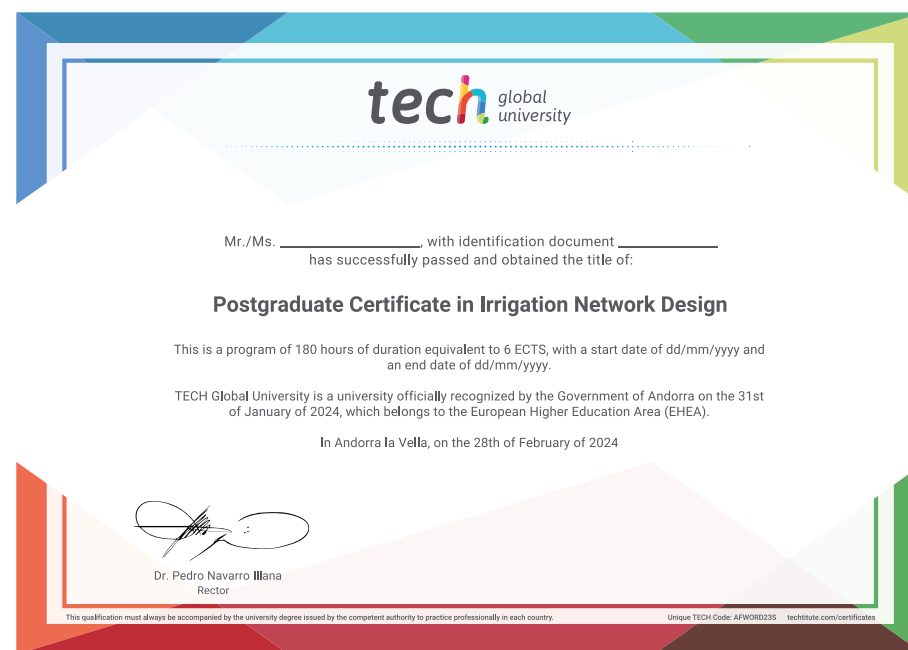 tech global
university
Mr./Ms. ____________________, with identification document ______________
has successfully passed and obtained the title of:
Postgraduate Certificate in Irrigation Network Design
This is a program of 180 hours of duration equivalent to 6 ECTS, with a start date of dd/mm/yyyy and
an end date of dd/mm/yyyy.
TECH Global University is a university officially recognized by the Government of Andorra on the 31st
of January of 2024, which belongs to the European Higher Education Area (EHEA).
In Andorra la Vella, on the 28th of February of 2024
Dr. Pedro Navarro Illana
Rector
This qualification must always be accompanied by the university degree issued by the competent authority to practice professionally in each country. Unique TECH Code: AFWORD23S techtitute.com/certificates